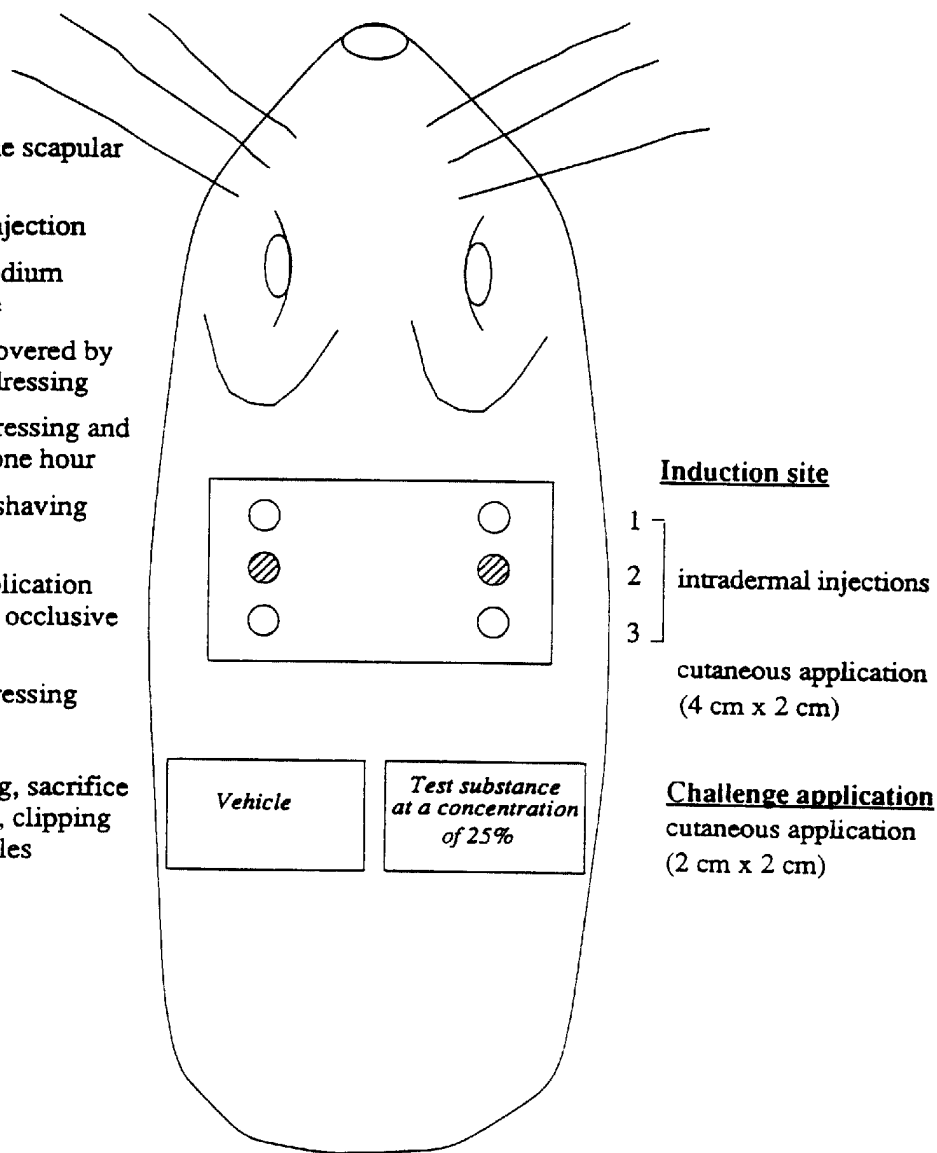 e scapular
jection
dium
overed by
dressing
ressing and
one hour
shaving
plication
occlusive
ressing
g, sacrifice
, clipping
les
Induction site
1
2
3
intradermal injections
cutaneous application
(4 cm x 2 cm)
Vehicle
Test substance
at a concentration
of 25%
Challenge application
cutaneous application
(2 cm x 2 cm)